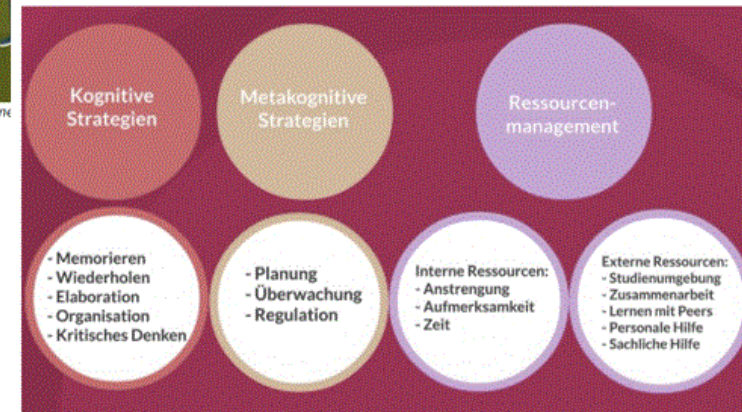 Kognitive
Strategien
Metakognitive
Strategien
Ressourcen-
management
- Memorieren
- Wiederholen
- Elaboration
- Organisation
- Kritisches Denken
- Planung
- Überwachung
- Regulation
Interne Ressourcen:
- Anstrengung
- Aufmerksamkeit
- Zeit
Externe Ressourcen:
- Studienumgebung
- Zusammenarbeit
- Lernen mit Peers
- Personale Hilfe
- Sachliche Hilfe